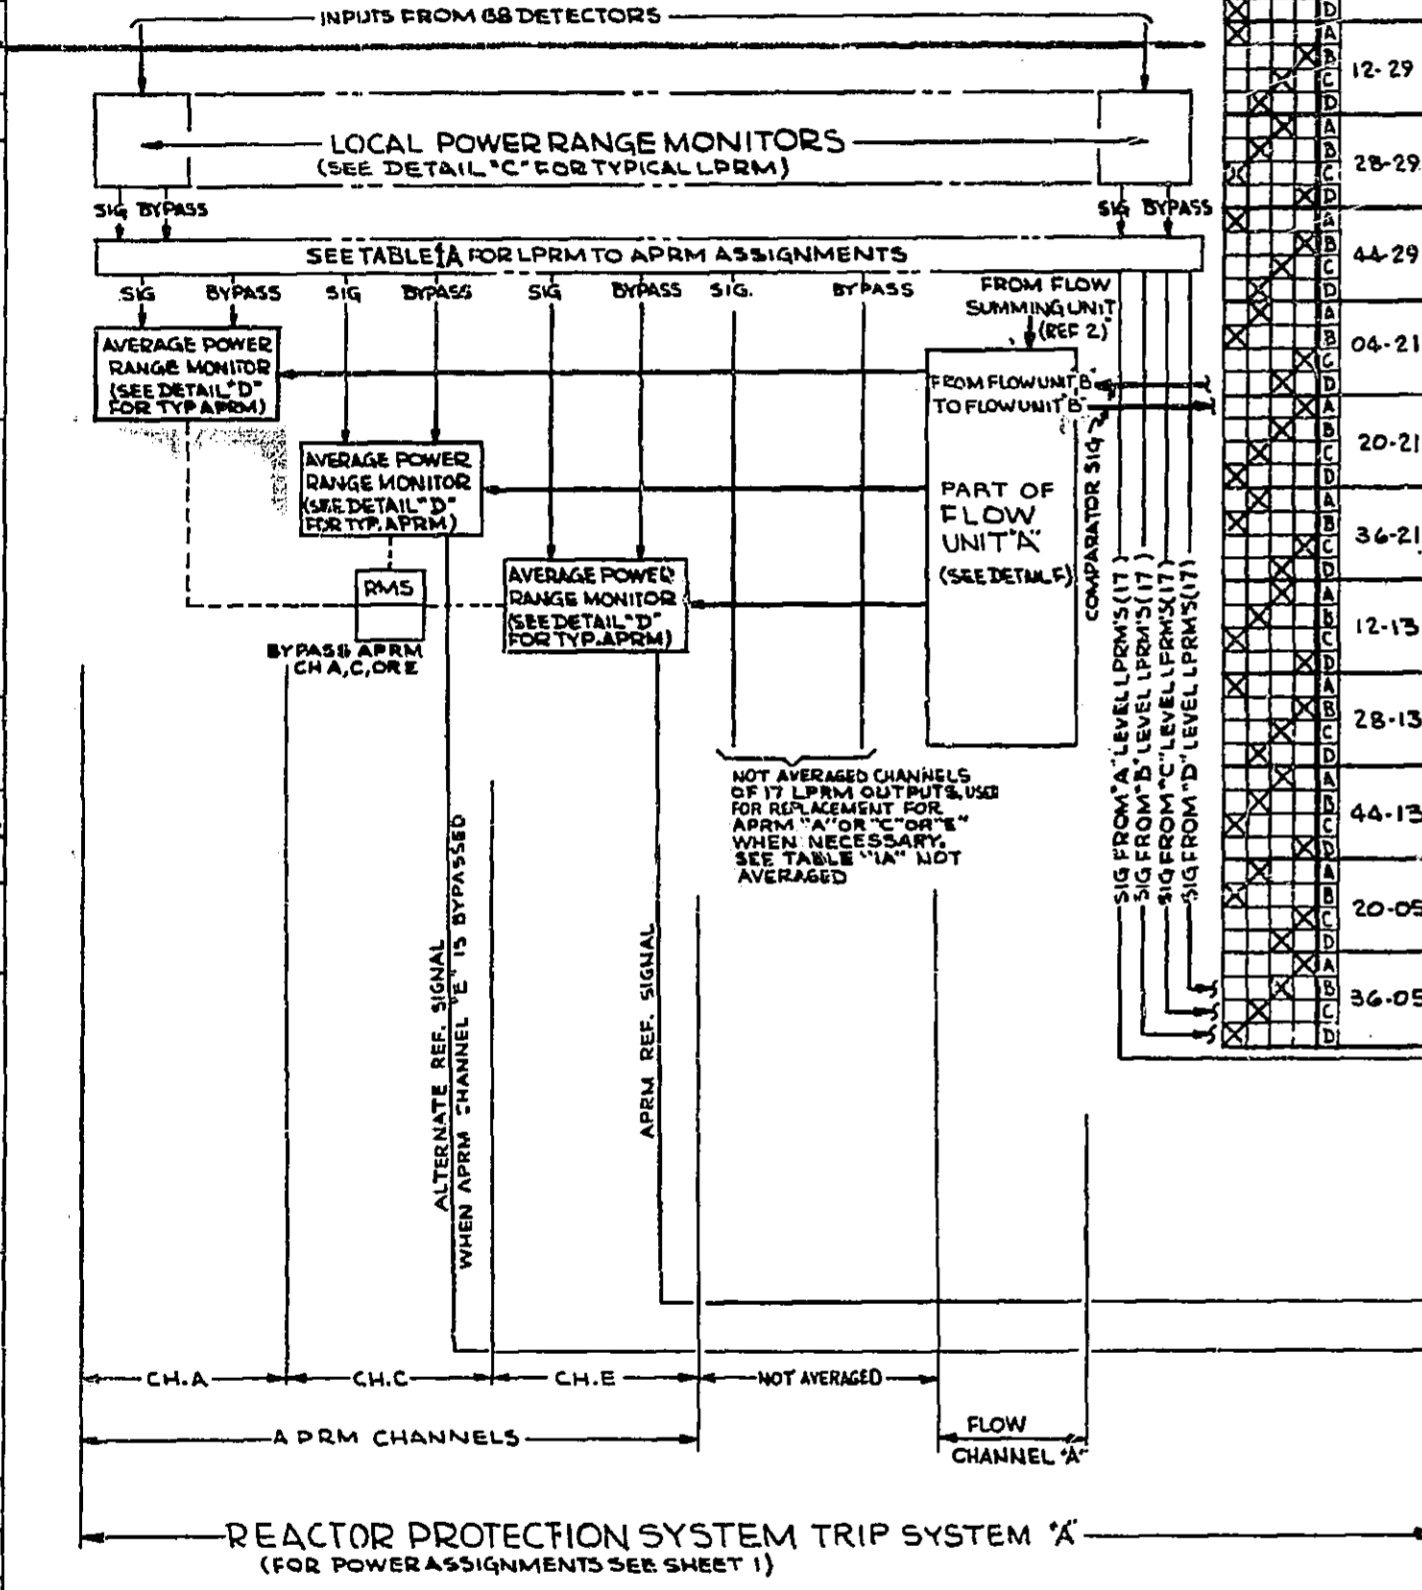 INPUTS FROM 68 DETECTORS
LOCAL POWER RANGE MONITORS
(SEE DETAIL "C" FOR TYPICAL LPRM)
SIG BYPASS
SIG BYPASS
SEE TABLE 1A FOR LPRM TO APRM ASSIGNMENTS
SIG BYPASS SIG BYPASS SIG BYPASS SIG. BYPASS
FROM FLOW
SUMMING UNIT
(REF 2)
AVERAGE POWER
RANGE MONITOR
(SEE DETAIL "D"
FOR TYP APRM)
FROM FLOW UNIT "B"
TO FLOW UNIT "B"
AVERAGE POWER
RANGE MONITOR
(SEE DETAIL "D"
FOR TYP. APRM)
PART OF
FLOW
UNIT "A"
(SEE DETAIL F)
COMPARATOR SIG
RMS
BYPASS APRM
CH A, C, OR E
AVERAGE POWER
RANGE MONITOR
(SEE DETAIL "D"
FOR TYP. APRM)
SIG FROM "A" LEVEL LPRM'S (17)
SIG FROM "B" LEVEL LPRM'S (17)
SIG FROM "C" LEVEL LPRM'S (17)
SIG FROM "D" LEVEL LPRM'S (17)
NOT AVERAGED CHANNELS
OF 17 LPRM OUTPUTS, USED
FOR REPLACEMENT FOR
APRM "A" OR "C" OR "E"
WHEN NECESSARY.
SEE TABLE "1A" NOT
AVERAGED
ALTERNATE REF. SIGNAL
WHEN APRM CHANNEL "E" IS BYPASSED
APRM REF. SIGNAL
CH.A
CH.C
CH.E
NOT AVERAGED
APRM CHANNELS
FLOW
CHANNEL "A"
REACTOR PROTECTION SYSTEM TRIP SYSTEM "A"
(FOR POWER ASSIGNMENTS SEE SHEET 1)
D
A
B
C
D
12-29
A
B
C
D
28-29
A
B
C
D
44-29
A
B
C
D
04-21
A
B
C
D
20-21
A
B
C
D
36-21
A
B
C
D
12-13
A
B
C
D
28-13
A
B
C
D
44-13
A
B
C
D
20-05
A
B
C
D
36-05